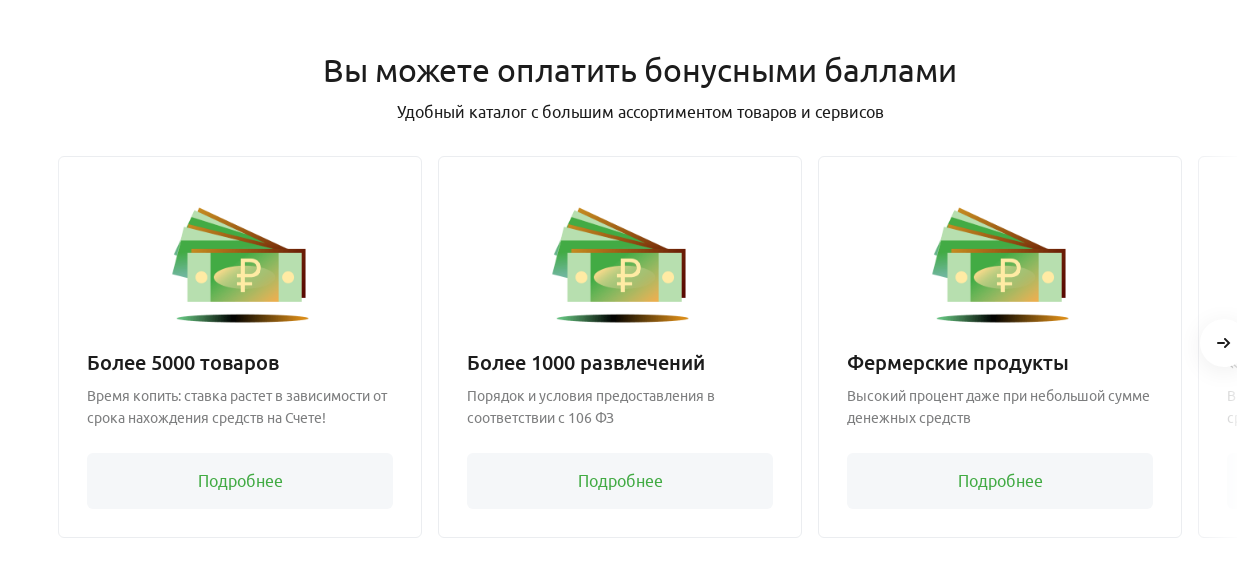 Вы можете оплатить бонусными баллами
Удобный каталог с большим ассортиментом товаров и сервисов
Более 5000 товаров
Время копить: ставка растет в зависимости от
срока нахождения средств на Счете!
Подробнее
Более 1000 развлечений
Порядок и условия предоставления в
соответствии с 106 ФЗ
Подробнее
Фермерские продукты
Высокий процент даже при небольшой сумме
денежных средств
Подробнее